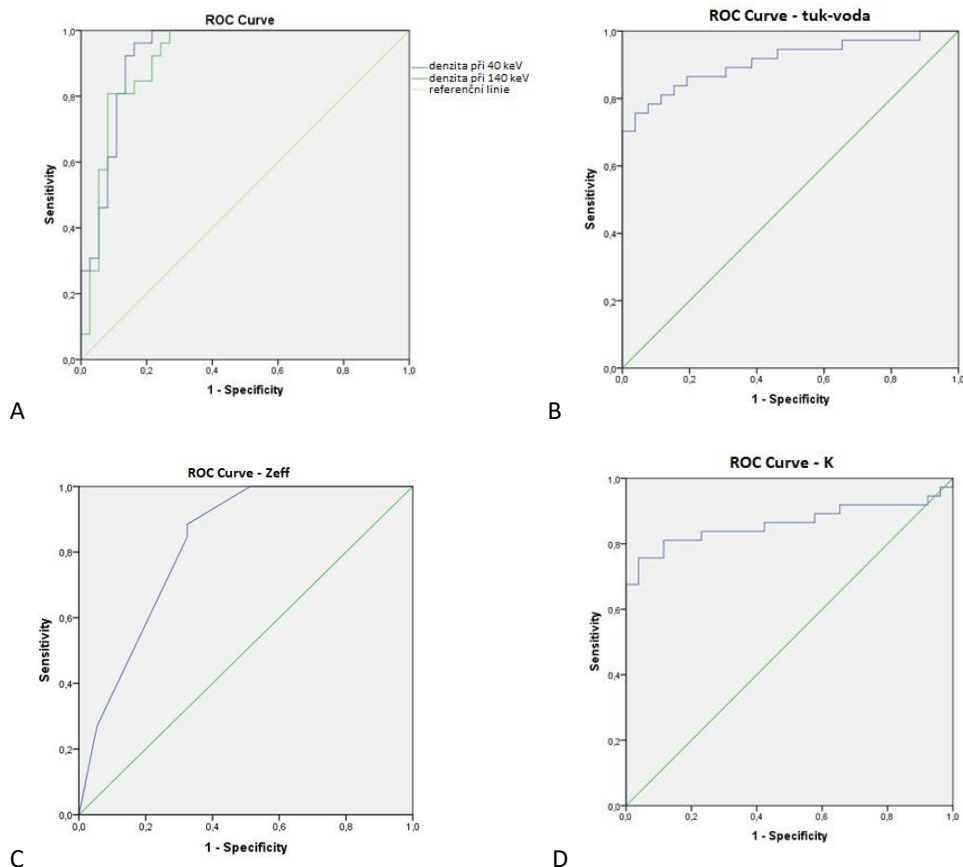 ROC Curve
denzita při 40 keV
denzita při 140 keV
referenční linie
Sensitivity
1,0
0,8
0,6
0,4
0,2
0,0
0,0 0,2 0,4 0,6 0,8 1,0
1 - Specificity
A
ROC Curve - tuk-voda
Sensitivity
1,0
0,8
0,6
0,4
0,2
0,0
0,0 0,2 0,4 0,6 0,8 1,0
1 - Specificity
B
ROC Curve - Zeff
Sensitivity
1,0
0,8
0,6
0,4
0,2
0,0
0,0 0,2 0,4 0,6 0,8 1,0
1 - Specificity
C
ROC Curve - K
Sensitivity
1,0
0,8
0,6
0,4
0,2
0,0
0,0 0,2 0,4 0,6 0,8 1,0
1 - Specificity
D